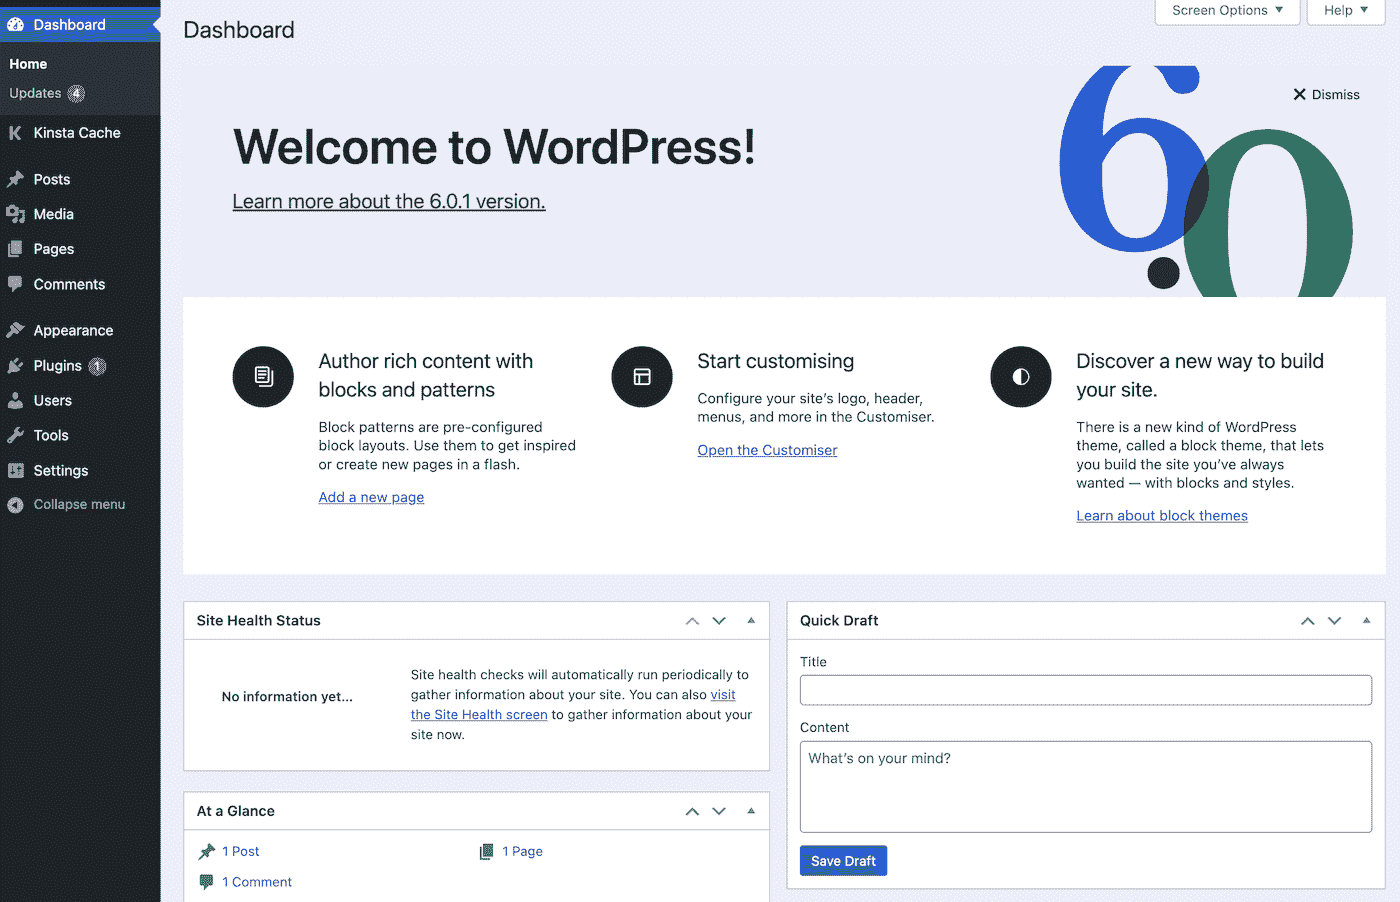 Dashboard
Home
Updates 4
Kinsta Cache
Posts
Media
Pages
Comments
Appearance
Plugins 1
Users
Tools
Settings
Collapse menu
Dashboard
Screen Options
Help
Dismiss
Welcome to WordPress!
Learn more about the 6.0.1 version.
6.0
Author rich content with
blocks and patterns
Block patterns are pre-configured
block layouts. Use them to get inspired
or create new pages in a flash.
Add a new page
Start customising
Configure your site's logo, header,
menus, and more in the Customiser.
Open the Customiser
Discover a new way to build
your site.
There is a new kind of WordPress
theme, called a block theme, that lets
you build the site you've always
wanted — with blocks and styles.
Learn about block themes
Site Health Status
No information yet...
Site health checks will automatically run periodically to
gather information about your site. You can also visit
the Site Health screen to gather information about your
site now.
At a Glance
1 Post
1 Page
1 Comment
Quick Draft
Title
Content
What's on your mind?
Save Draft